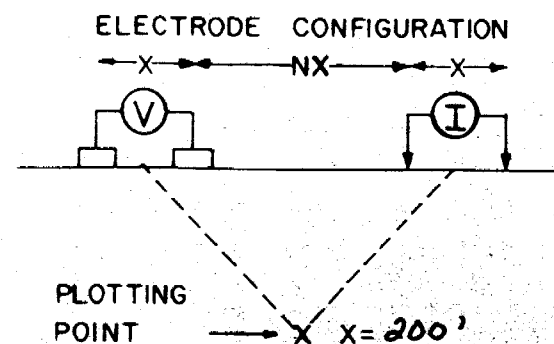 ELECTRODE CONFIGURATION
X NX X
V I
PLOTTING
POINT X X = 200'